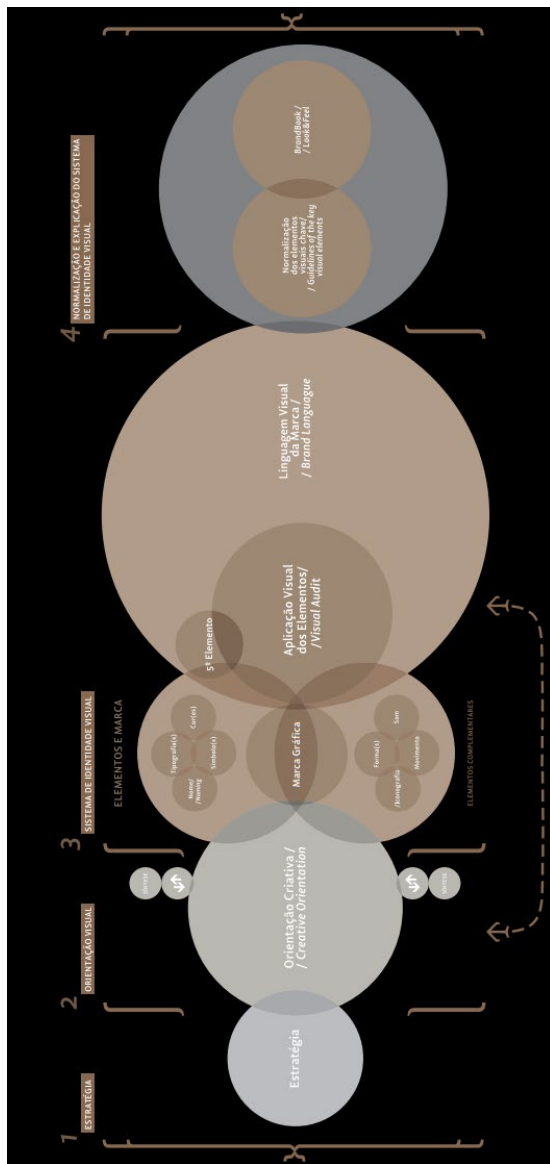 1
ESTRATÉGIA
2
ORIENTAÇÃO VISUAL
3
SISTEMA DE IDENTIDADE VISUAL
4
NORMALIZAÇÃO E EXPLICAÇÃO DO SISTEMA
DE IDENTIDADE VISUAL
Estratégia
Orientação Criativa /
/ Creative Orientation
ELEMENTOS E MARCA
Nome/
/Naming
Tipografia(s)
Símbolo(s)
Cor(es)
5º Elemento
Marca Gráfica
/Iconografia
Forma(s)
Movimento
Som
ELEMENTOS COMPLEMENTARES
Aplicação Visual
dos Elementos/
/Visual Audit
Linguagem Visual
da Marca /
/ Brand Languague
Normalização
dos elementos
visuais chave/
/ Guidelines of the key
visual elements
BrandBook /
/ Look&Feel